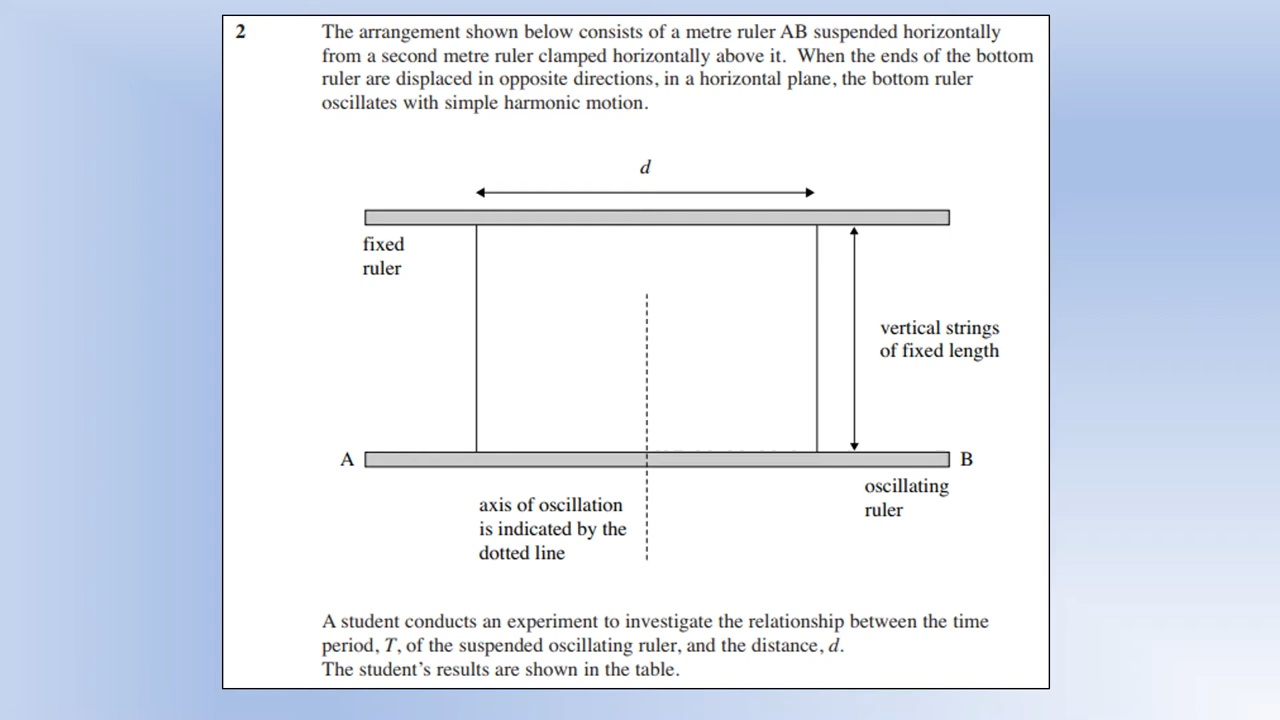 2 The arrangement shown below consists of a metre ruler AB suspended horizontally
from a second metre ruler clamped horizontally above it. When the ends of the bottom
ruler are displaced in opposite directions, in a horizontal plane, the bottom ruler
oscillates with simple harmonic motion.
d
fixed
ruler
vertical strings
of fixed length
A
B
oscillating
ruler
axis of oscillation
is indicated by the
dotted line
A student conducts an experiment to investigate the relationship between the time
period, T, of the suspended oscillating ruler, and the distance, d.
The student's results are shown in the table.